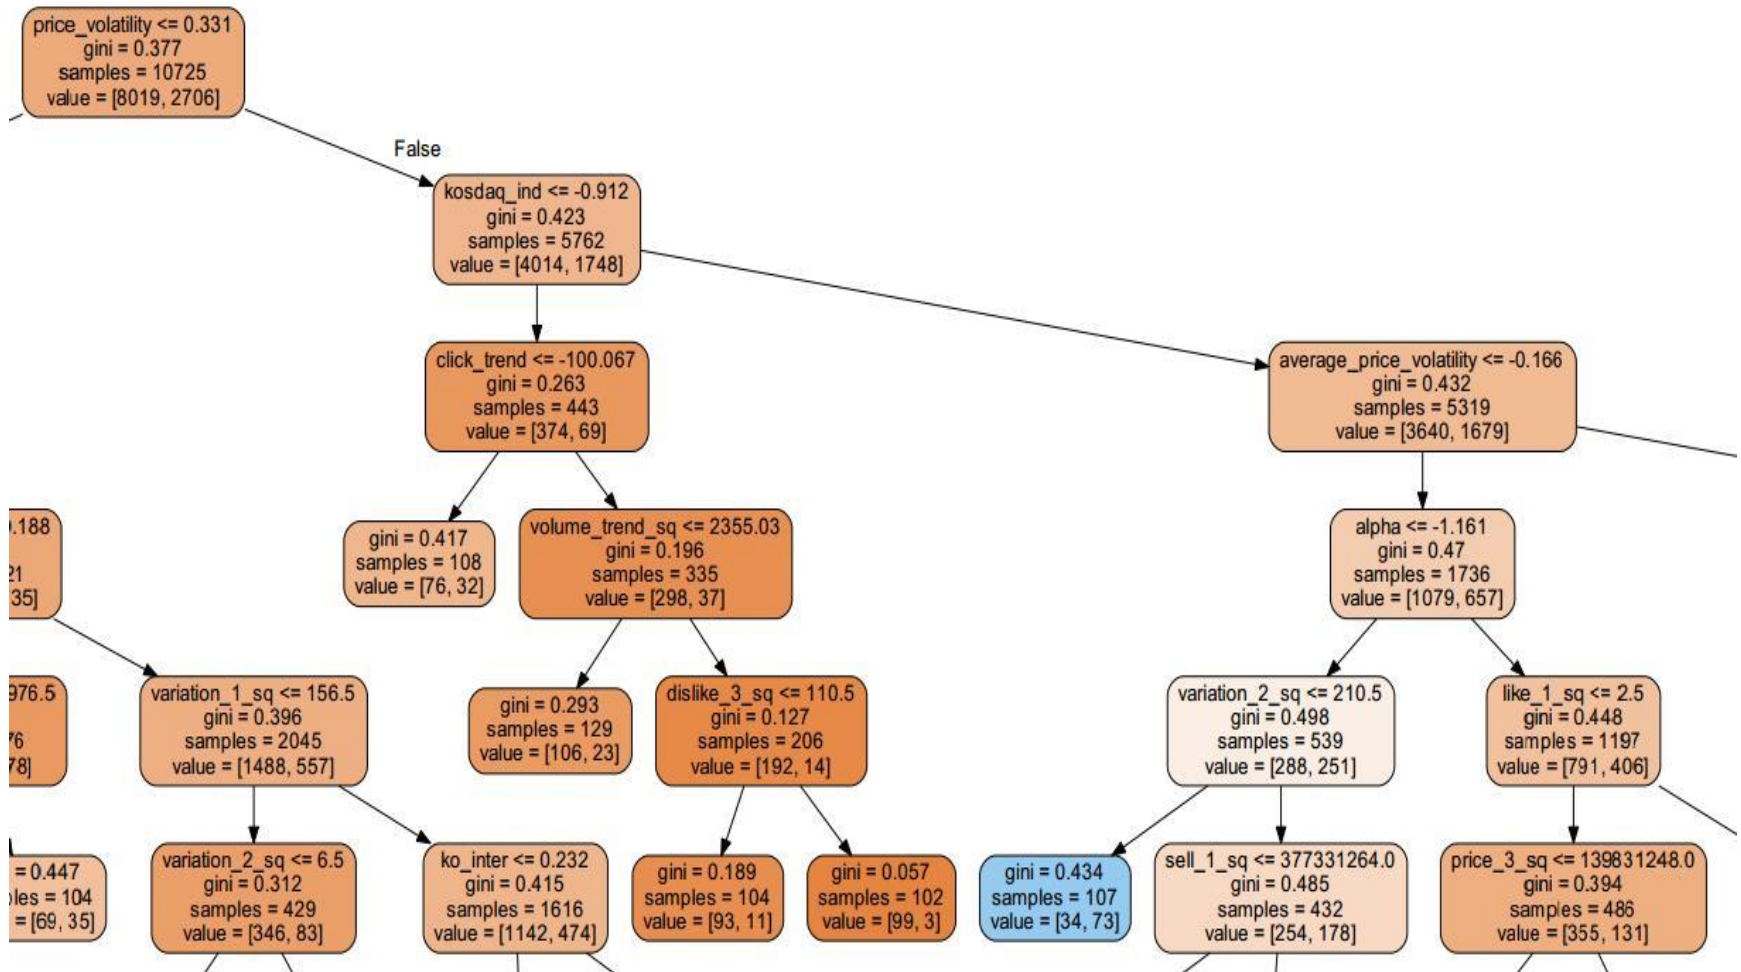 price_volatility <= 0.331
gini = 0.377
samples = 10725
value = [8019, 2706]
False
kosdaq_ind <= -0.912
gini = 0.423
samples = 5762
value = [4014, 1748]
click_trend <= -100.067
gini = 0.263
samples = 443
value = [374, 69]
average_price_volatility <= -0.166
gini = 0.432
samples = 5319
value = [3640, 1679]
.188
21
35]
gini = 0.417
samples = 108
value = [76, 32]
volume_trend_sq <= 2355.03
gini = 0.196
samples = 335
value = [298, 37]
alpha <= -1.161
gini = 0.47
samples = 1736
value = [1079, 657]
976.5
76
78]
variation_1_sq <= 156.5
gini = 0.396
samples = 2045
value = [1488, 557]
gini = 0.293
samples = 129
value = [106, 23]
dislike_3_sq <= 110.5
gini = 0.127
samples = 206
value = [192, 14]
variation_2_sq <= 210.5
gini = 0.498
samples = 539
value = [288, 251]
like_1_sq <= 2.5
gini = 0.448
samples = 1197
value = [791, 406]
= 0.447
les = 104
= [69, 35]
variation_2_sq <= 6.5
gini = 0.312
samples = 429
value = [346, 83]
ko_inter <= 0.232
gini = 0.415
samples = 1616
value = [1142, 474]
gini = 0.189
samples = 104
value = [93, 11]
gini = 0.057
samples = 102
value = [99, 3]
gini = 0.434
samples = 107
value = [34, 73]
sell_1_sq <= 377331264.0
gini = 0.485
samples = 432
value = [254, 178]
price_3_sq <= 139831248.0
gini = 0.394
samples = 486
value = [355, 131]